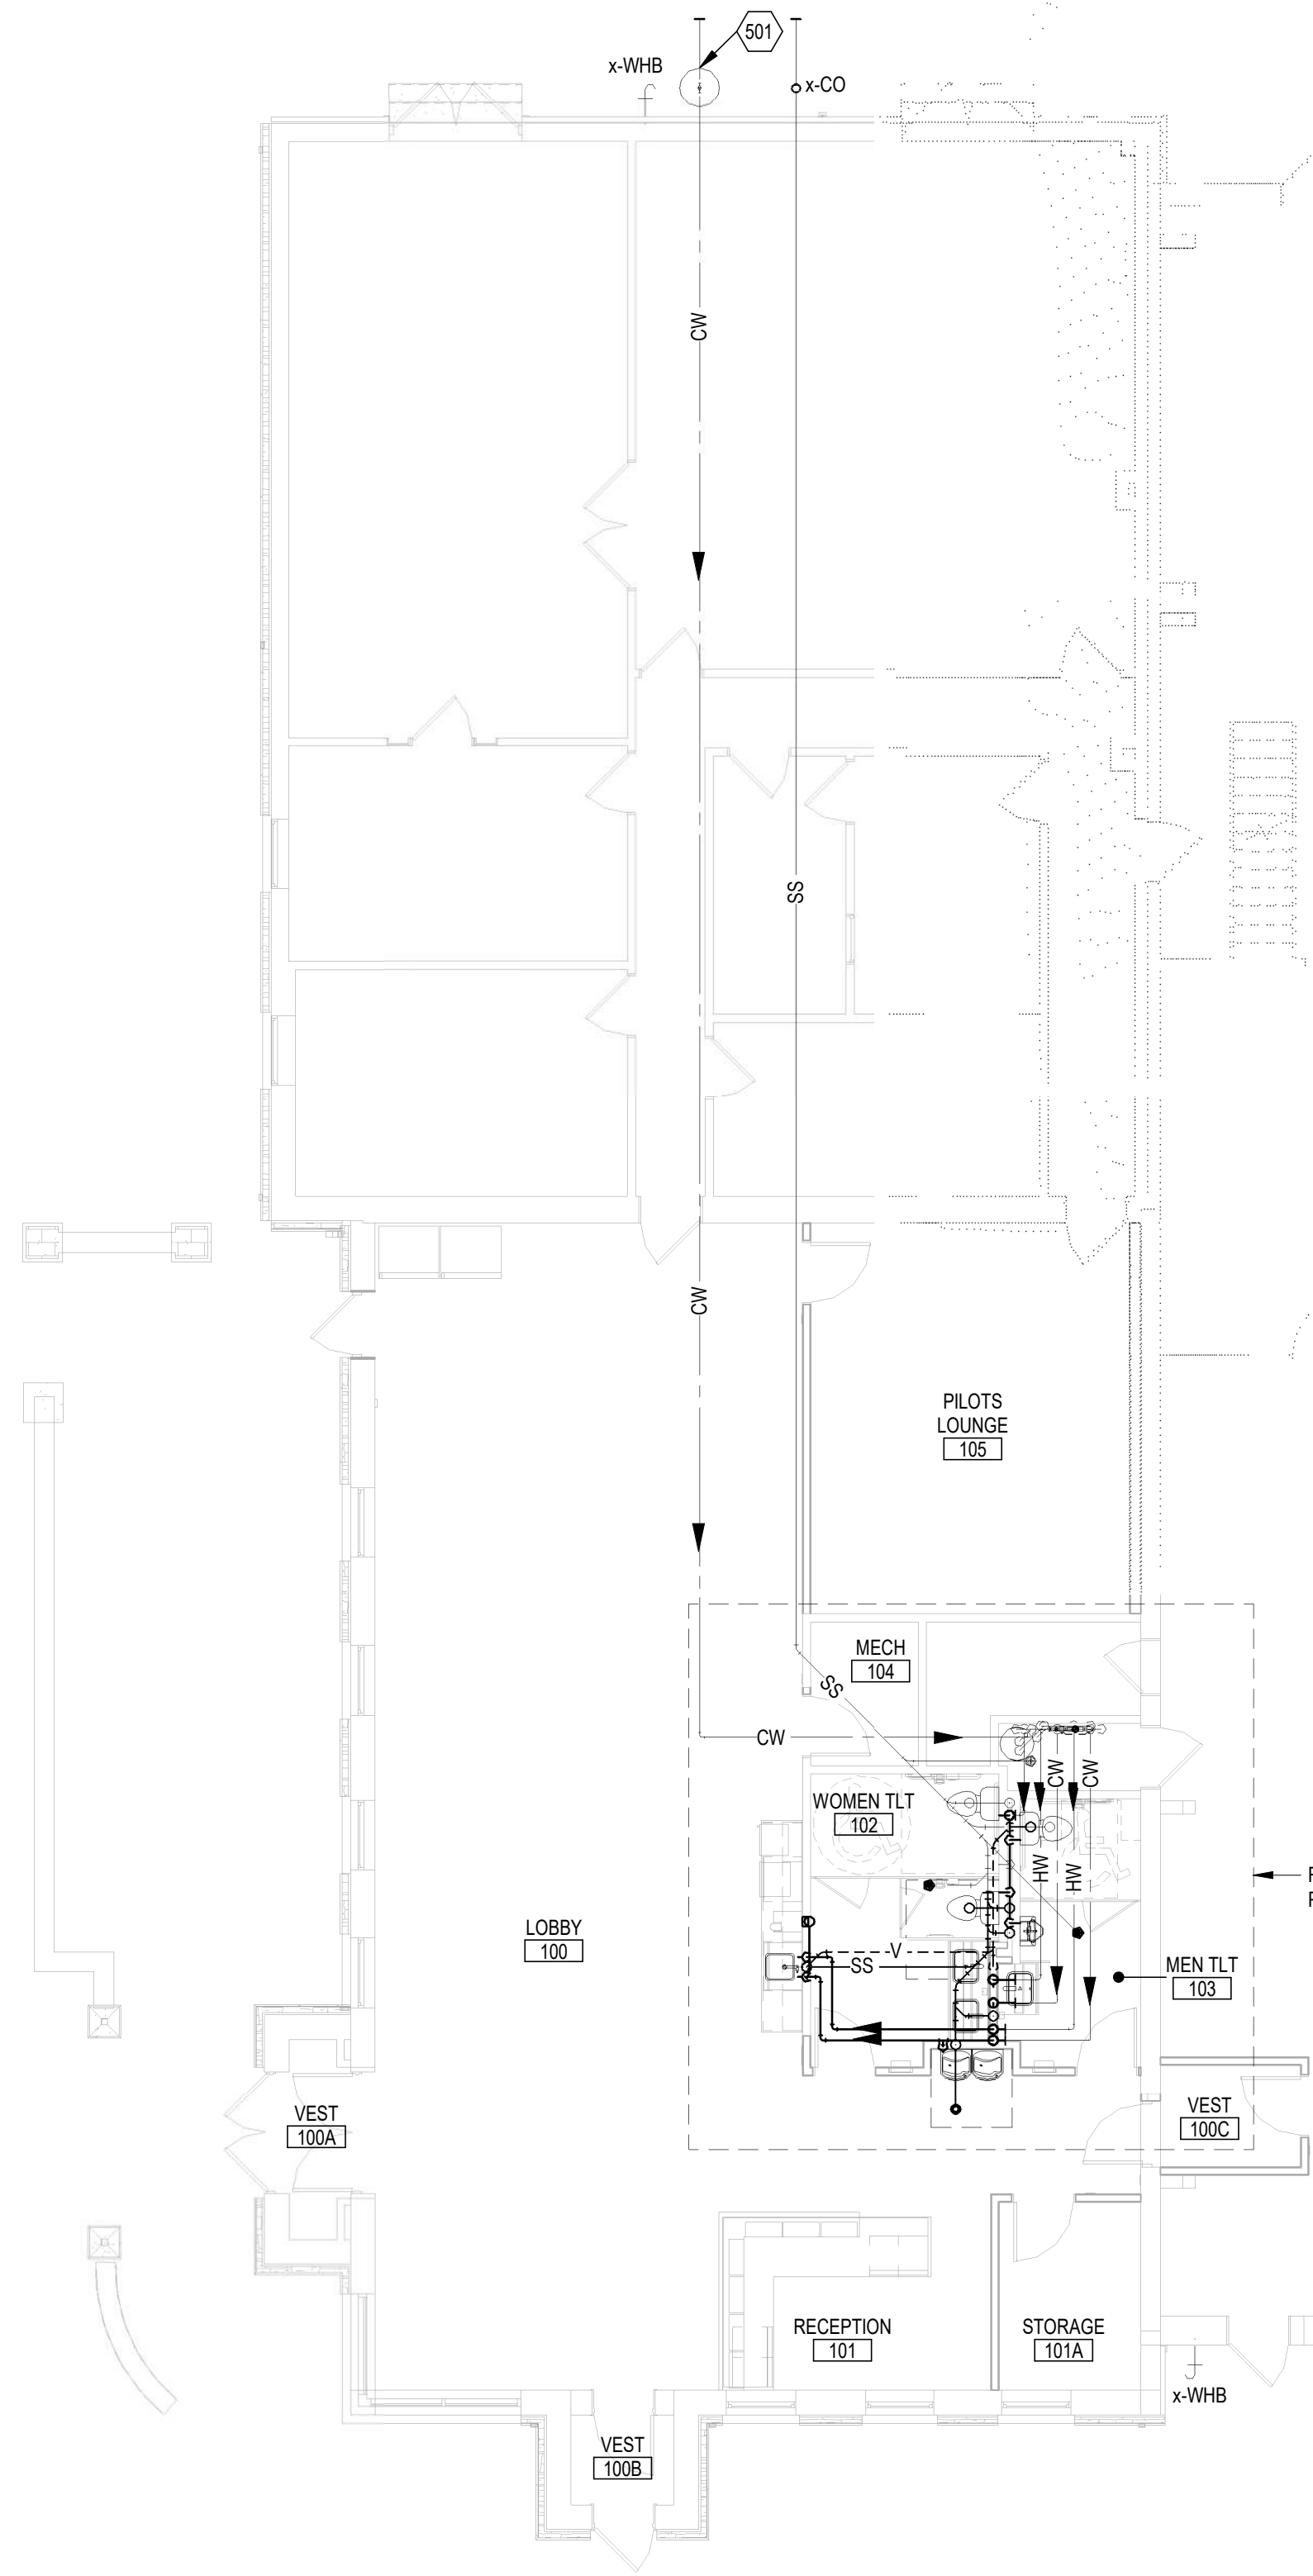 501
x-WHB
x-CO
CW
SS
CW
PILOTS
LOUNGE
105
MECH
104
SS
CW
CW
CW
WOMEN TLT
102
HW
HW
LOBBY
100
V
SS
MEN TLT
103
VEST
100A
VEST
100C
RECEPTION
101
STORAGE
101A
x-WHB
VEST
100B